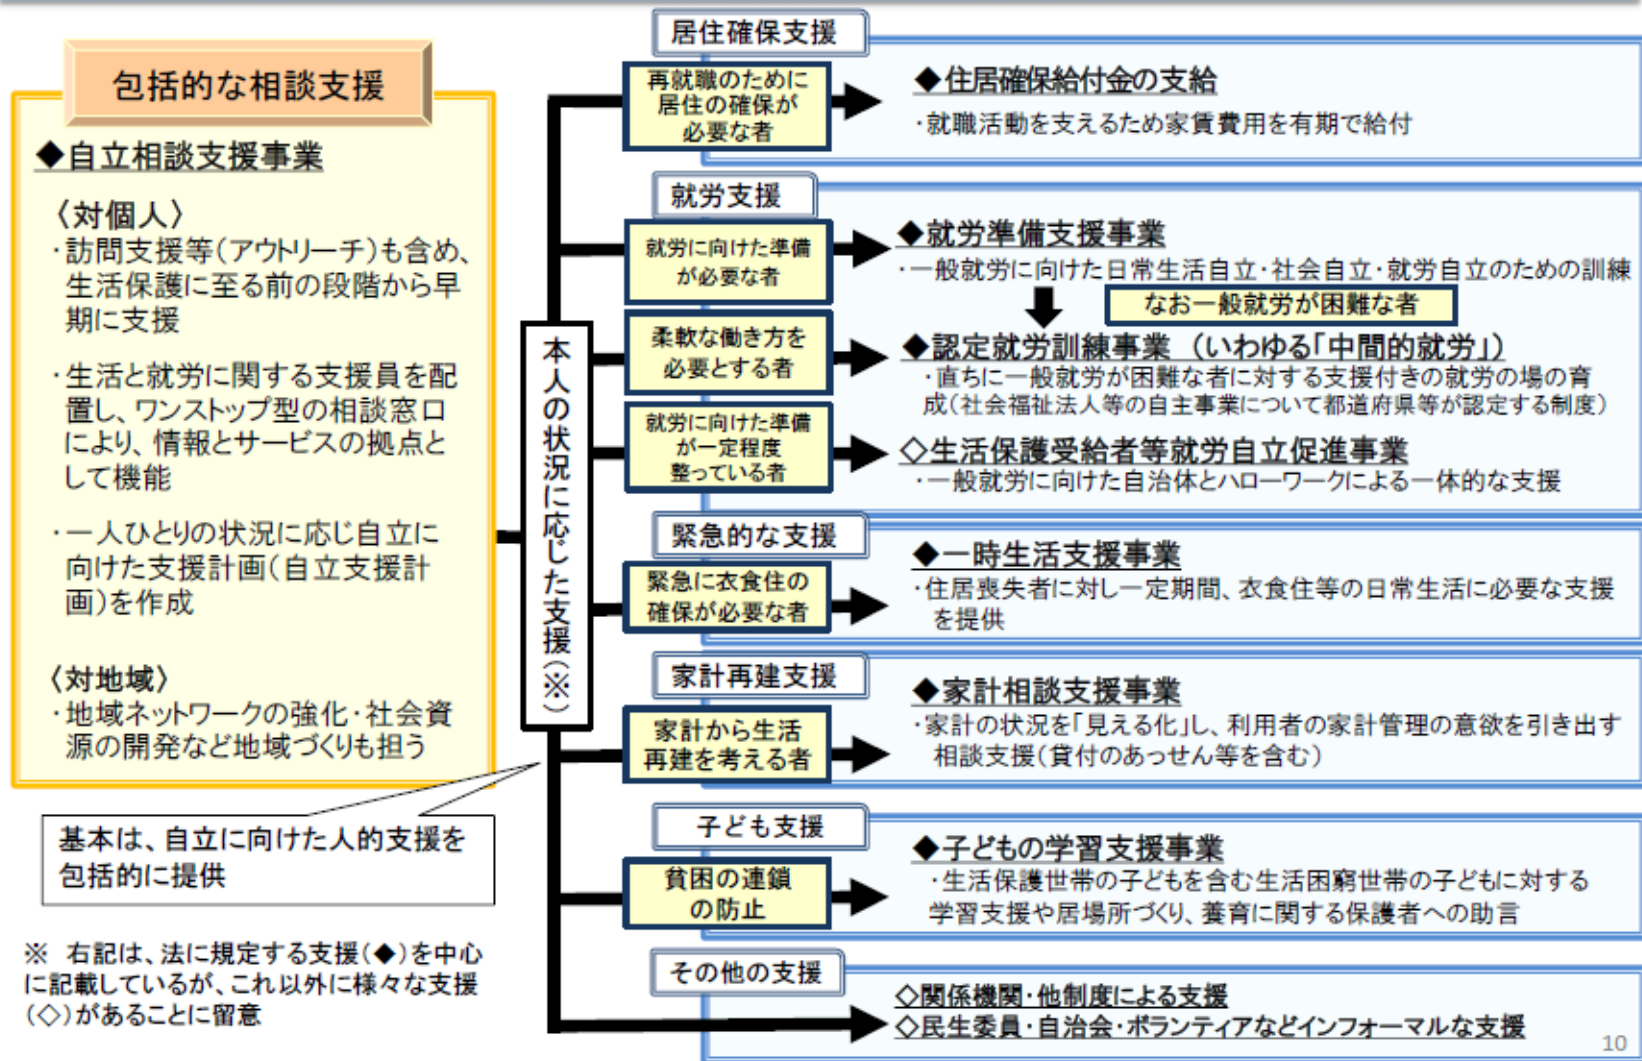 包括的な相談支援
◆自立相談支援事業
〈対個人〉
・訪問支援等（アウトリーチ）も含め、
生活保護に至る前の段階から早
期に支援
・生活と就労に関する支援員を配
置し、ワンストップ型の相談窓口
により、情報とサービスの拠点と
して機能
・一人ひとりの状況に応じ自立に
向けた支援計画（自立支援計
画）を作成
〈対地域〉
・地域ネットワークの強化・社会資
源の開発など地域づくりも担う
基本は、自立に向けた人的支援を
包括的に提供
※　右記は、法に規定する支援（◆）を中心
に記載しているが、これ以外に様々な支援
（◇）があることに留意
本人の状況に応じた支援（※）
居住確保支援
再就職のために
居住の確保が
必要な者
◆住居確保給付金の支給
・就職活動を支えるため家賃費用を有期で給付
就労支援
就労に向けた準備
が必要な者
◆就労準備支援事業
・一般就労に向けた日常生活自立・社会自立・就労自立のための訓練
なお一般就労が困難な者
柔軟な働き方を
必要とする者
◆認定就労訓練事業　（いわゆる「中間的就労」）
・直ちに一般就労が困難な者に対する支援付きの就労の場の育
成（社会福祉法人等の自主事業について都道府県等が認定する制度）
就労に向けた準備
が一定程度
整っている者
◇生活保護受給者等就労自立促進事業
・一般就労に向けた自治体とハローワークによる一体的な支援
緊急的な支援
緊急に衣食住の
確保が必要な者
◆一時生活支援事業
・住居喪失者に対し一定期間、衣食住等の日常生活に必要な支援
を提供
家計再建支援
家計から生活
再建を考える者
◆家計相談支援事業
・家計の状況を「見える化」し、利用者の家計管理の意欲を引き出す
相談支援（貸付のあっせん等を含む）
子ども支援
貧困の連鎖
の防止
◆子どもの学習支援事業
・生活保護世帯の子どもを含む生活困窮世帯の子どもに対する
学習支援や居場所づくり、養育に関する保護者への助言
その他の支援
◇関係機関・他制度による支援
◇民生委員・自治会・ボランティアなどインフォーマルな支援
10